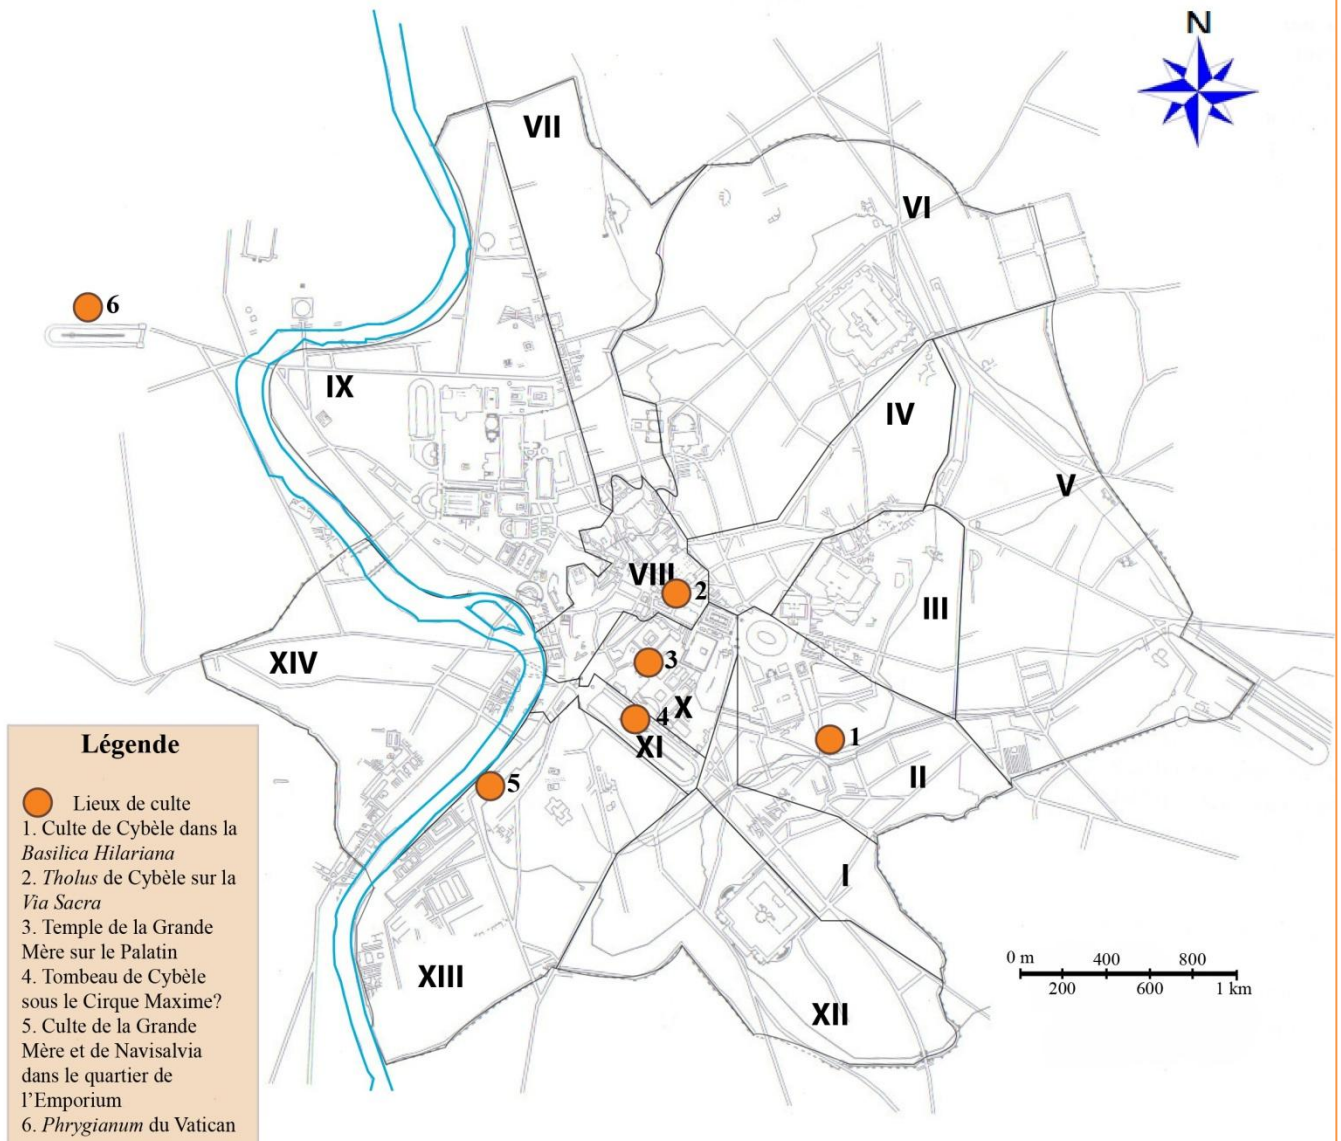 N
VII
VI
6
IX
IV
V
VIII
2
III
XIV
3
X
4
XI
1
5
II
I
XIII
XII
0 m 400 800
200 600 1 km
Légende
Lieux de culte
1. Culte de Cybèle dans la
Basilica Hilariana
2. Tholus de Cybèle sur la
Via Sacra
3. Temple de la Grande
Mère sur le Palatin
4. Tombeau de Cybèle
sous le Cirque Maxime?
5. Culte de la Grande
Mère et de Navisalvia
dans le quartier de
l’Emporium
6. Phrygianum du Vatican